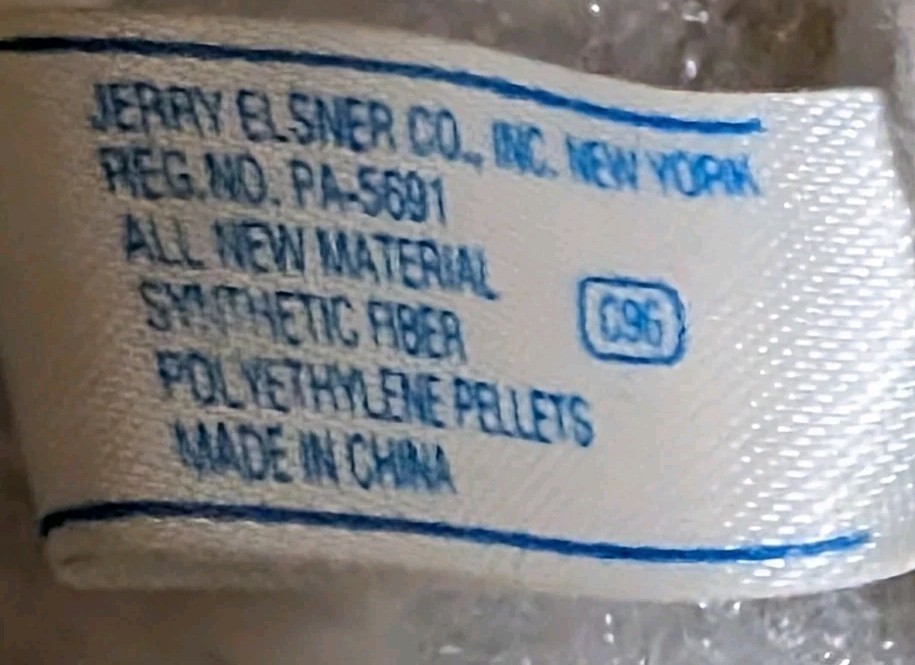 JERRY ELSNER CO., INC. NEW YORK
REG.NO. PA-5691
ALL NEW MATERIAL
SYNTHETIC FIBER
C96
POLYETHYLENE PELLETS
MADE IN CHINA